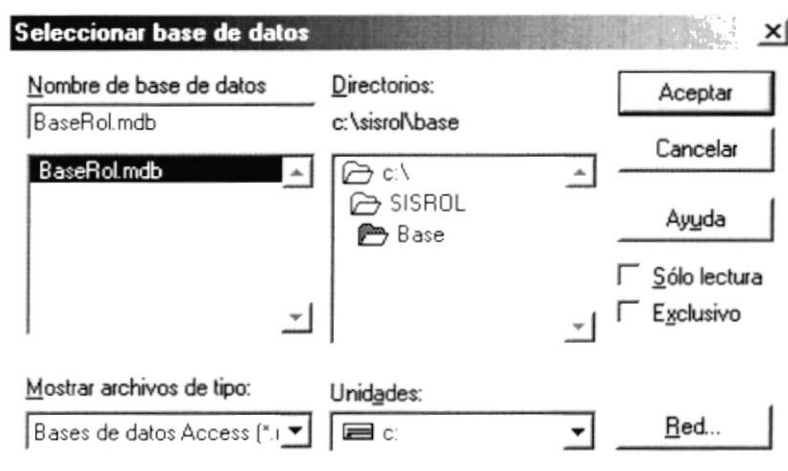 Seleccionar base de datos
Nombre de base de datos
BaseRol.mdb
BaseRol.mdb
Directorios:
c:\sisrol\base
c:\
SISROL
Base
Aceptar
Cancelar
Ayuda
Sólo lectura
Exclusivo
Mostrar archivos de tipo:
Bases de datos Access (*.
Unidades:
c:
Red...